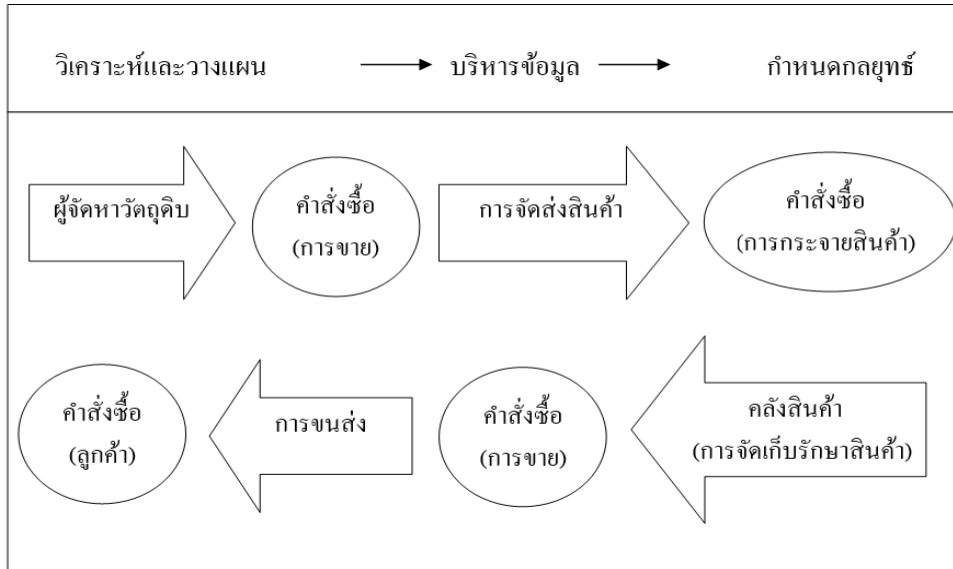 วิเคราะห์และวางแผน บริหารข้อมูล กำหนดกลยุทธ์
ผู้จัดหาวัตถุดิบ
คำสั่งซื้อ
(การขาย)
การจัดส่งสินค้า
คำสั่งซื้อ
(การกระจายสินค้า)
คำสั่งซื้อ
(ลูกค้า)
การขนส่ง
คำสั่งซื้อ
(การขาย)
คลังสินค้า
(การจัดเก็บรักษาสินค้า)